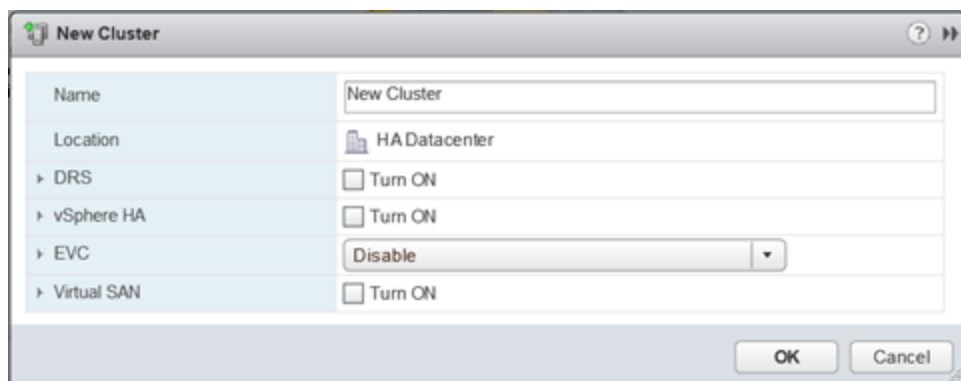 New Cluster
Name New Cluster
Location HA Datacenter
DRS Turn ON
vSphere HA Turn ON
EVC Disable
Virtual SAN Turn ON
OK Cancel